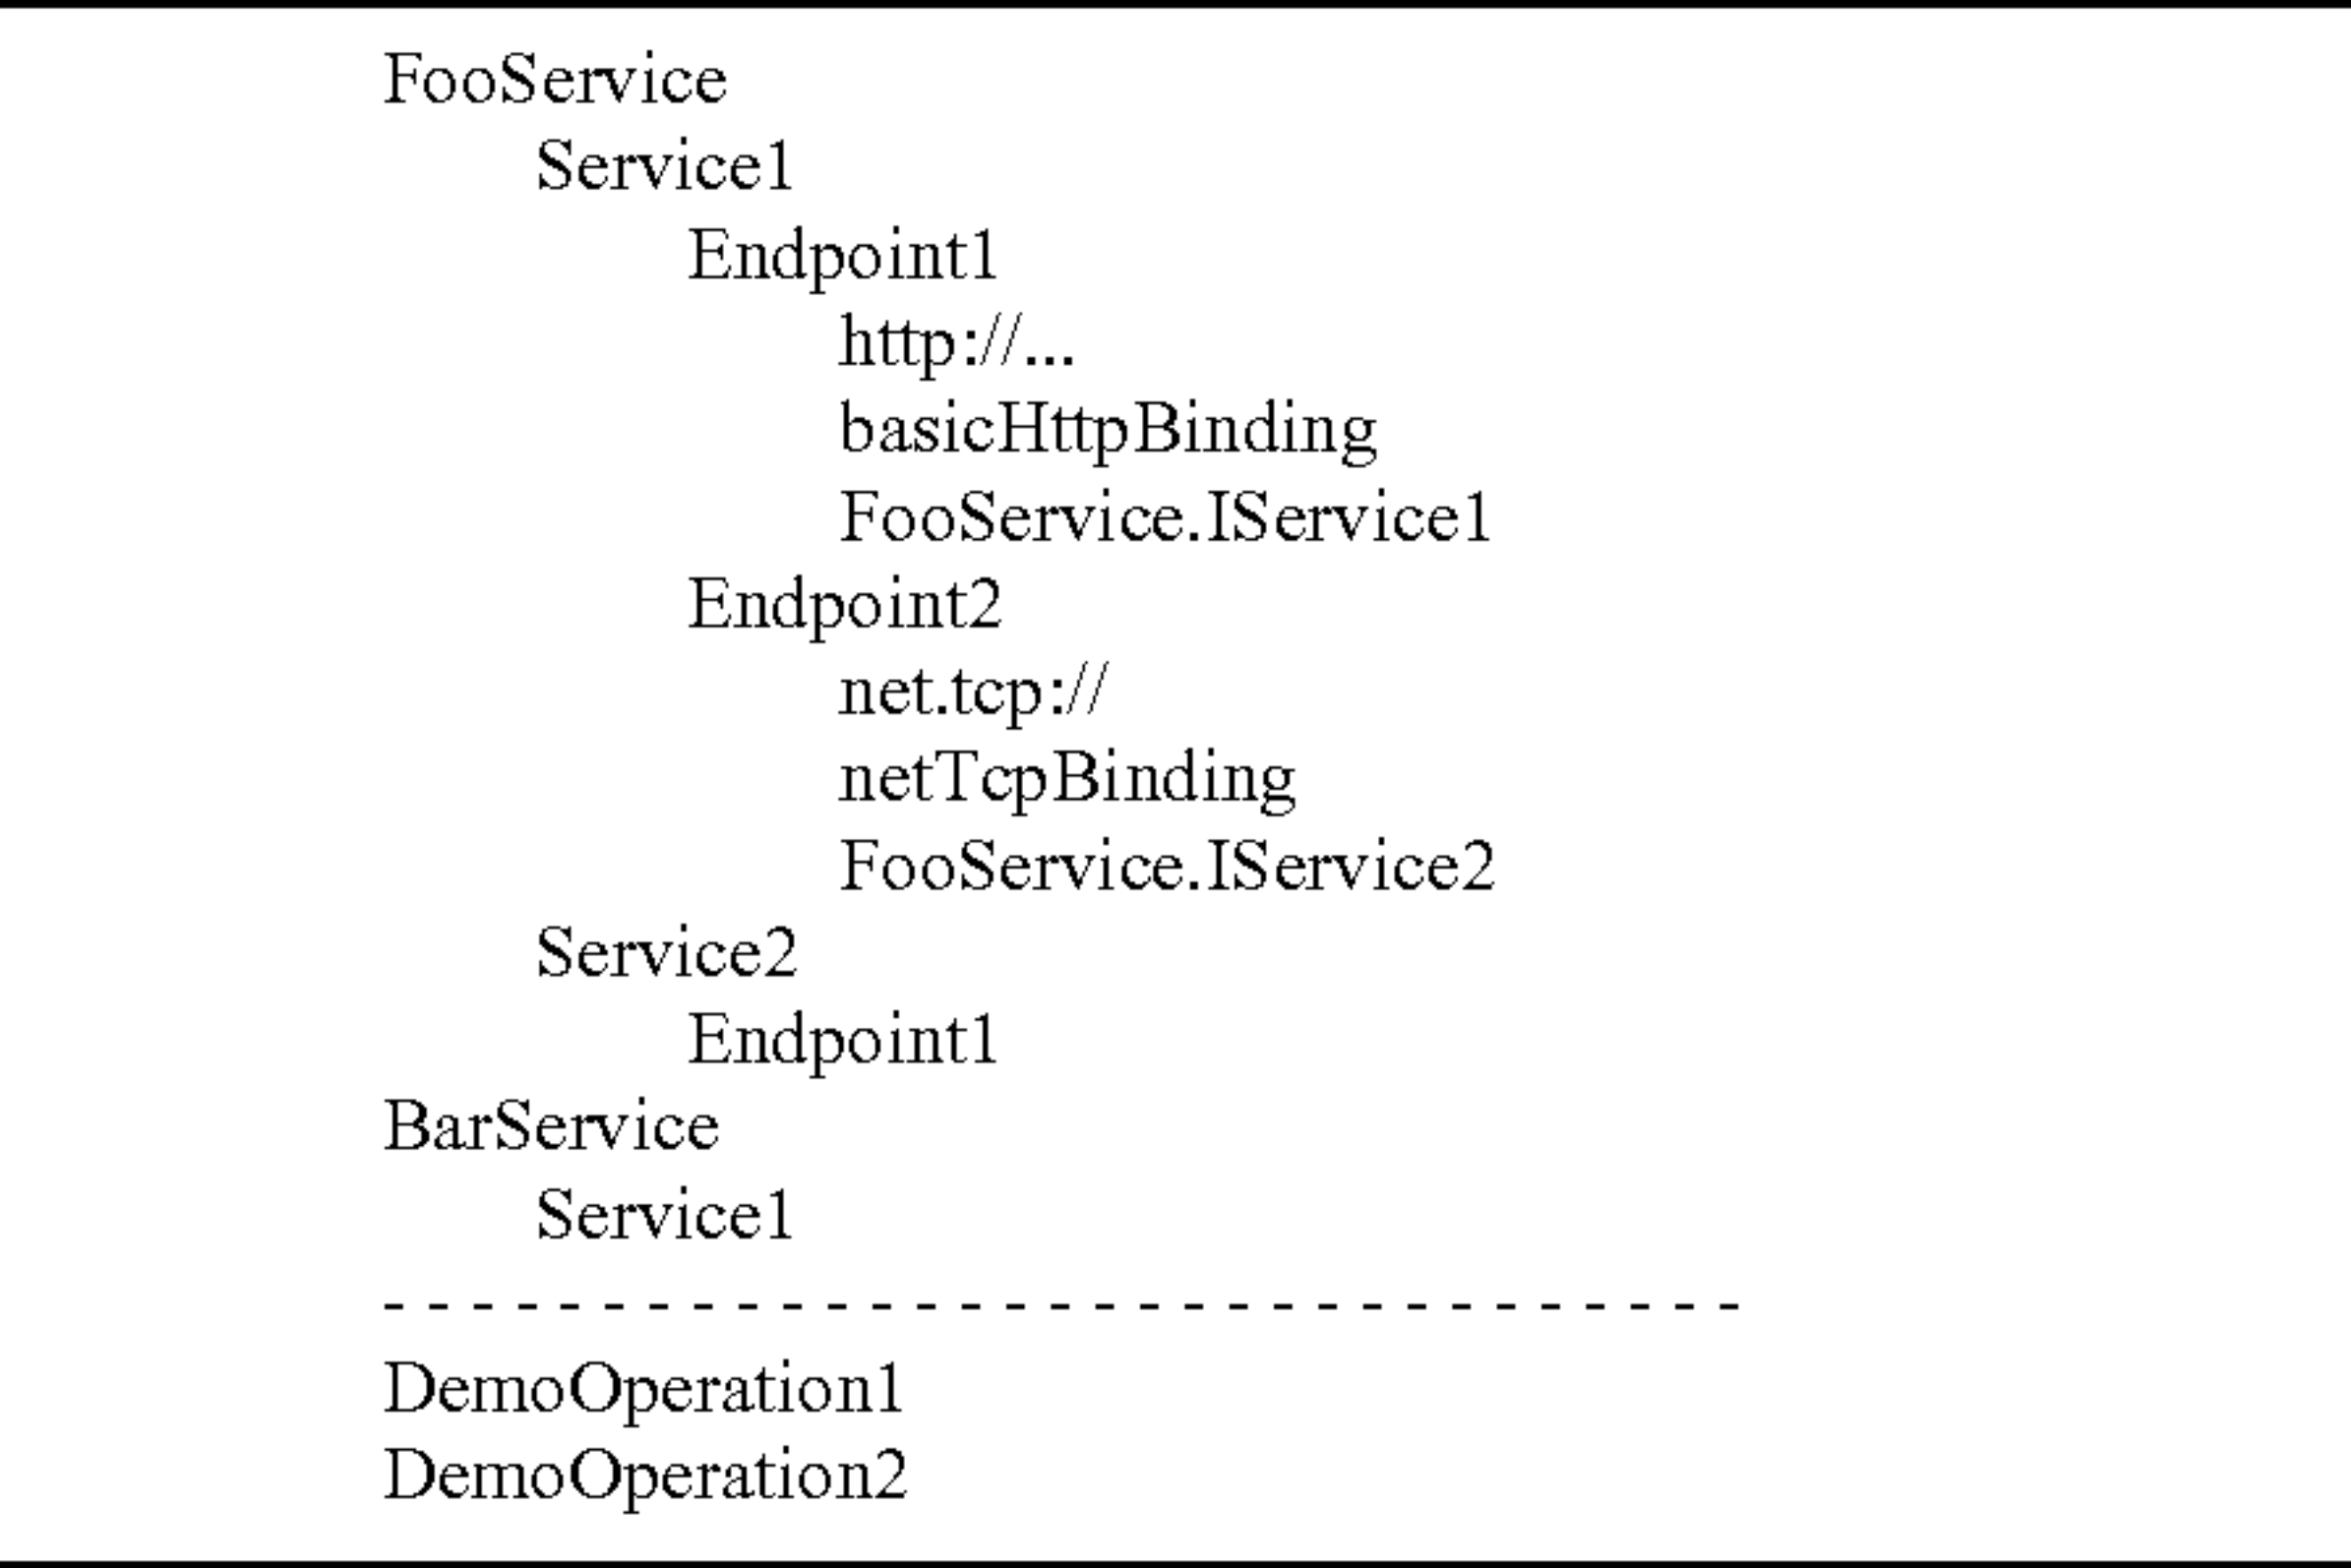 FooService
Service1
Endpoint1
http://...
basicHttpBinding
FooService.IService1
Endpoint2
net.tcp://
netTcpBinding
FooService.IService2
Service2
Endpoint1
BarService
Service1
- - - - - - - - - - - - - - - - - - - - - - - - - - - - - - -
DemoOperation1
DemoOperation2